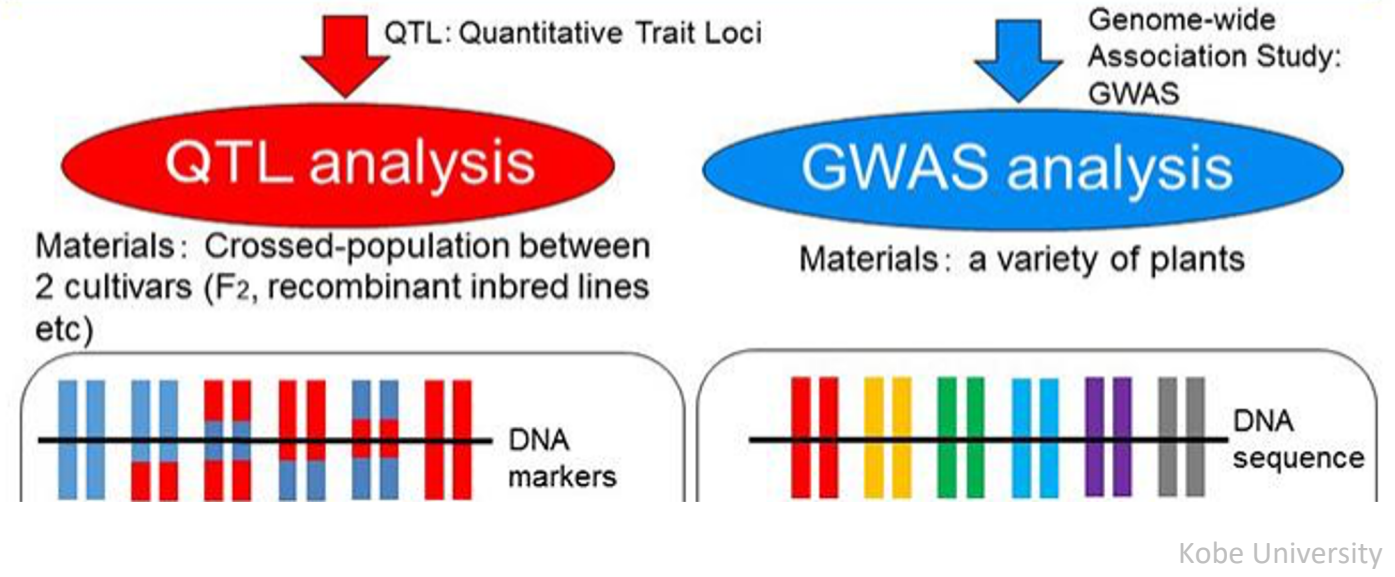 QTL: Quantitative Trait Loci
QTL analysis
Materials: Crossed-population between
2 cultivars (F2, recombinant inbred lines
etc)
DNA
markers
Genome-wide
Association Study:
GWAS
GWAS analysis
Materials: a variety of plants
DNA
sequence
Kobe University